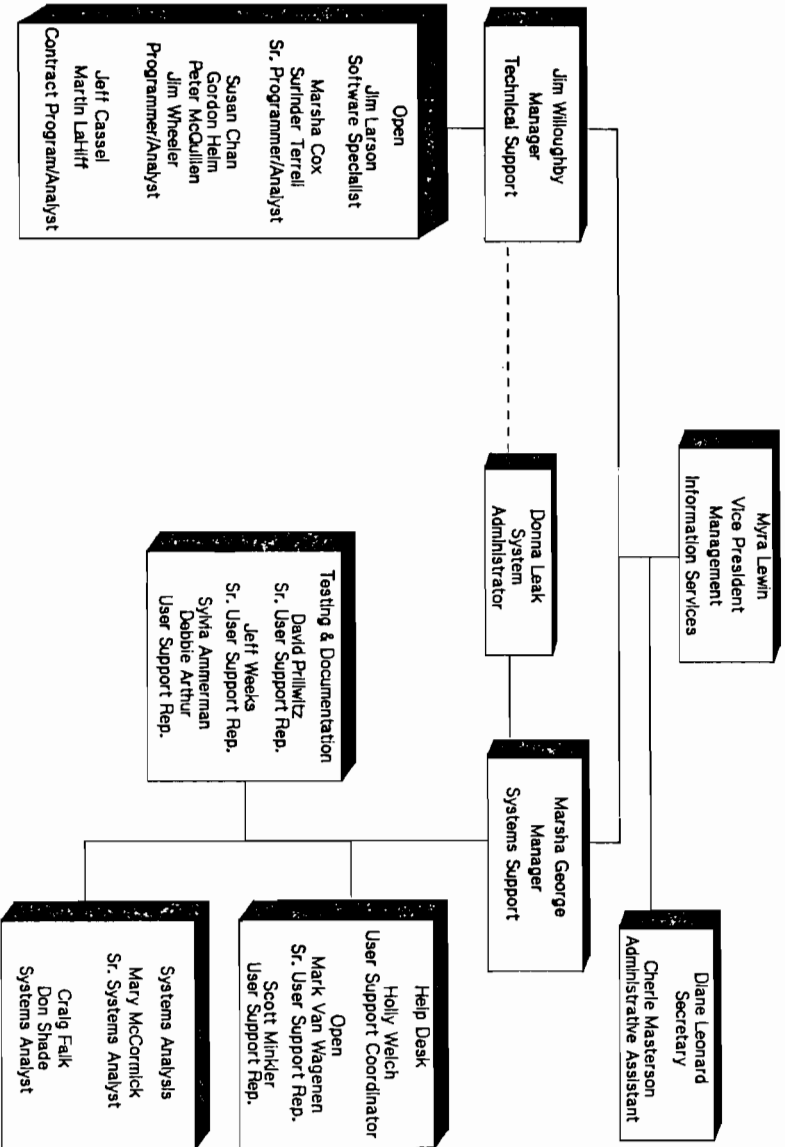 Myra Lewin
Vice President
Management
Information Services
Diane Leonard
Secretary
Cherie Masterson
Administrative Assistant
Jim Willoughby
Manager
Technical Support
Donna Leak
System
Administrator
Marsha George
Manager
Systems Support
Open
Jim Larson
Software Specialist
Marsha Cox
Surinder Terrell
Sr. Programmer/Analyst
Susan Chan
Gordon Helm
Peter McQuillen
Jim Wheeler
Programmer/Analyst
Jeff Cassel
Martin LaHiff
Contract Program/Analyst
Testing & Documentation
David Prillwitz
Sr. User Support Rep.
Jeff Weeks
Sr. User Support Rep.
Sylvia Ammerman
Debbie Arthur
User Support Rep.
Help Desk
Holly Welch
User Support Coordinator
Open
Mark Van Wagenen
Sr. User Support Rep.
Scott Minkler
User Support Rep.
Systems Analysis
Mary McCormick
Sr. Systems Analyst
Craig Falk
Don Shade
Systems Analyst